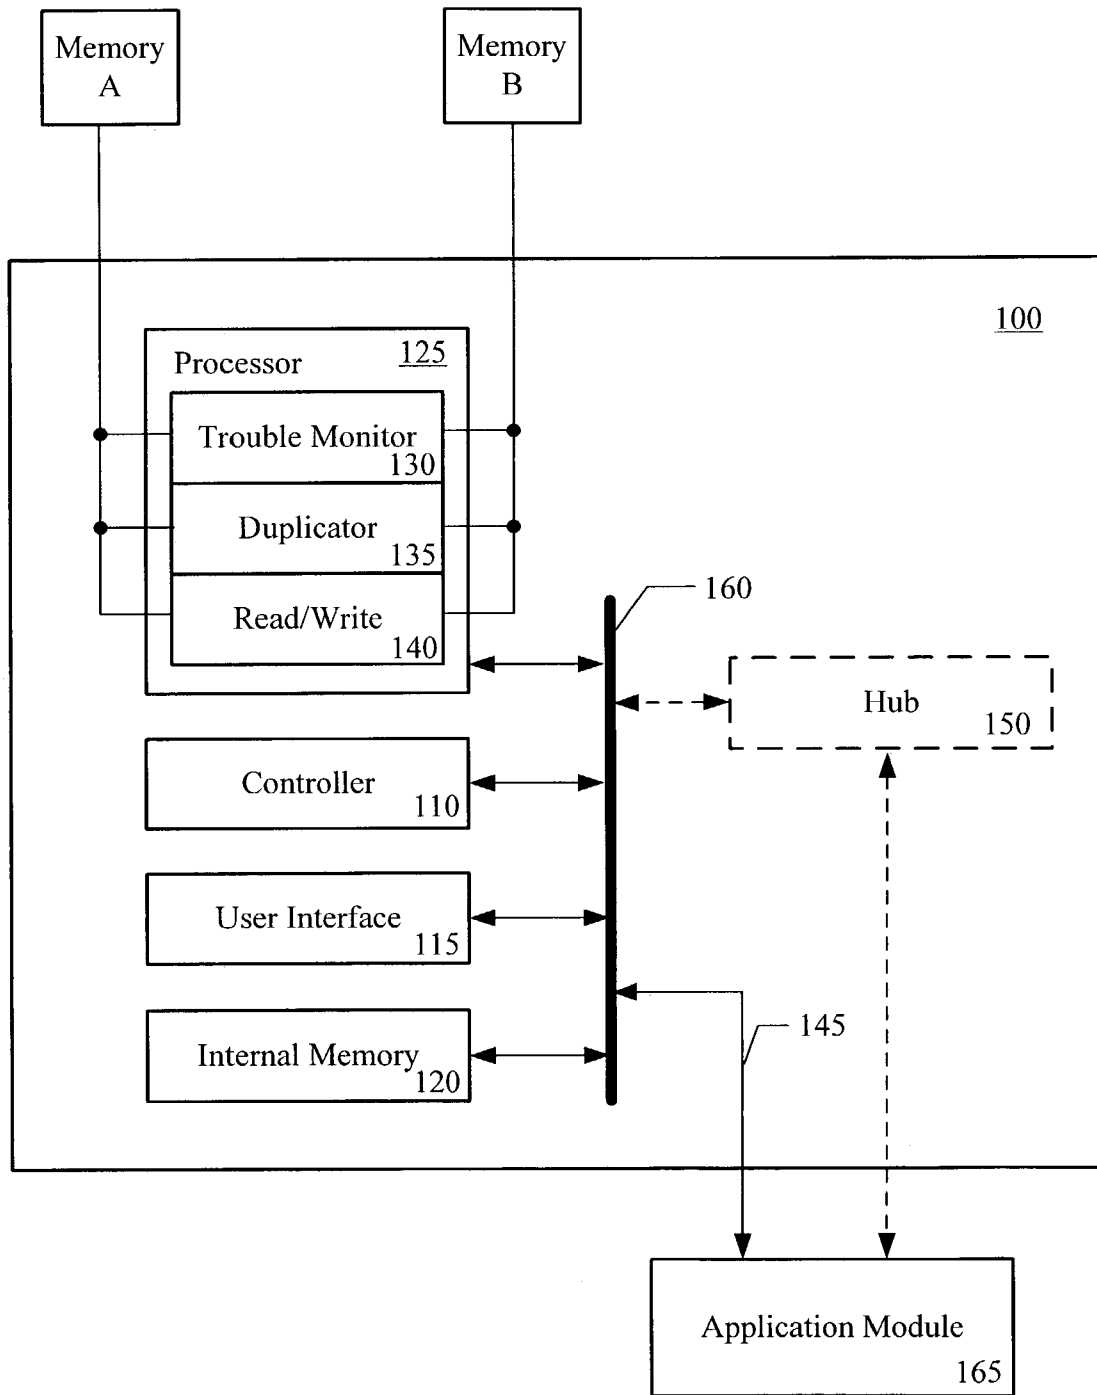 Memory
A
Memory
B
100
Processor
125
Trouble Monitor
130
Duplicator
135
Read/Write
140
160
Hub
150
Controller
110
User Interface
115
145
Internal Memory
120
Application Module
165